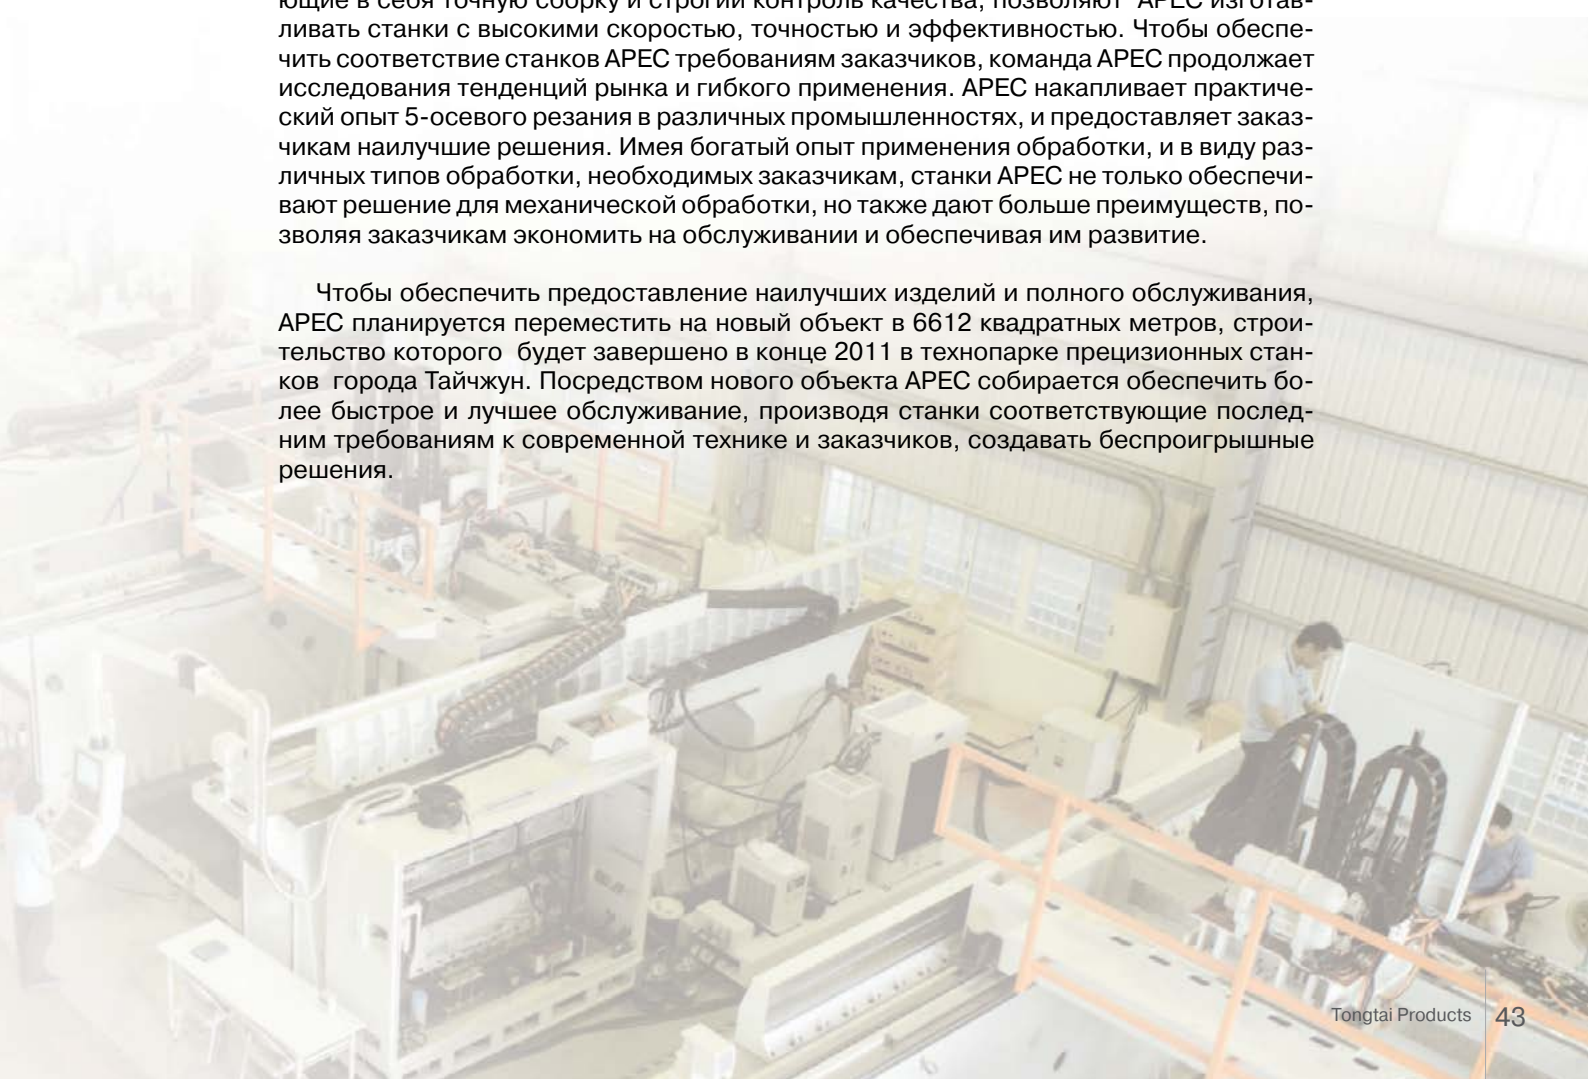 ющие в себя точную сборку и строгий контроль качества, позволяют  APEC изготав-
ливать станки с высокими скоростью, точностью и эффективностью. Чтобы обеспе-
чить соответствие станков APEC требованиям заказчиков, команда APEC продолжает
исследования тенденций рынка и гибкого применения. APEC накапливает практиче-
ский опыт 5-осевого резания в различных промышленностях, и предоставляет заказ-
чикам наилучшие решения. Имея богатый опыт применения обработки, и в виду раз-
личных типов обработки, необходимых заказчикам, станки APEC не только обеспечи-
вают решение для механической обработки, но также дают больше преимуществ, по-
зволяя заказчикам экономить на обслуживании и обеспечивая им развитие.
Чтобы обеспечить предоставление наилучших изделий и полного обслуживания,
APEC планируется переместить на новый объект в 6612 квадратных метров, строи-
тельство которого  будет завершено в конце 2011 в технопарке прецизионных стан-
ков  города Тайчжун. Посредством нового объекта APEC собирается обеспечить бо-
лее быстрое и лучшее обслуживание, производя станки соответствующие послед-
ним требованиям к современной технике и заказчиков, создавать беспроигрышные
решения.
Tongtai Products 43